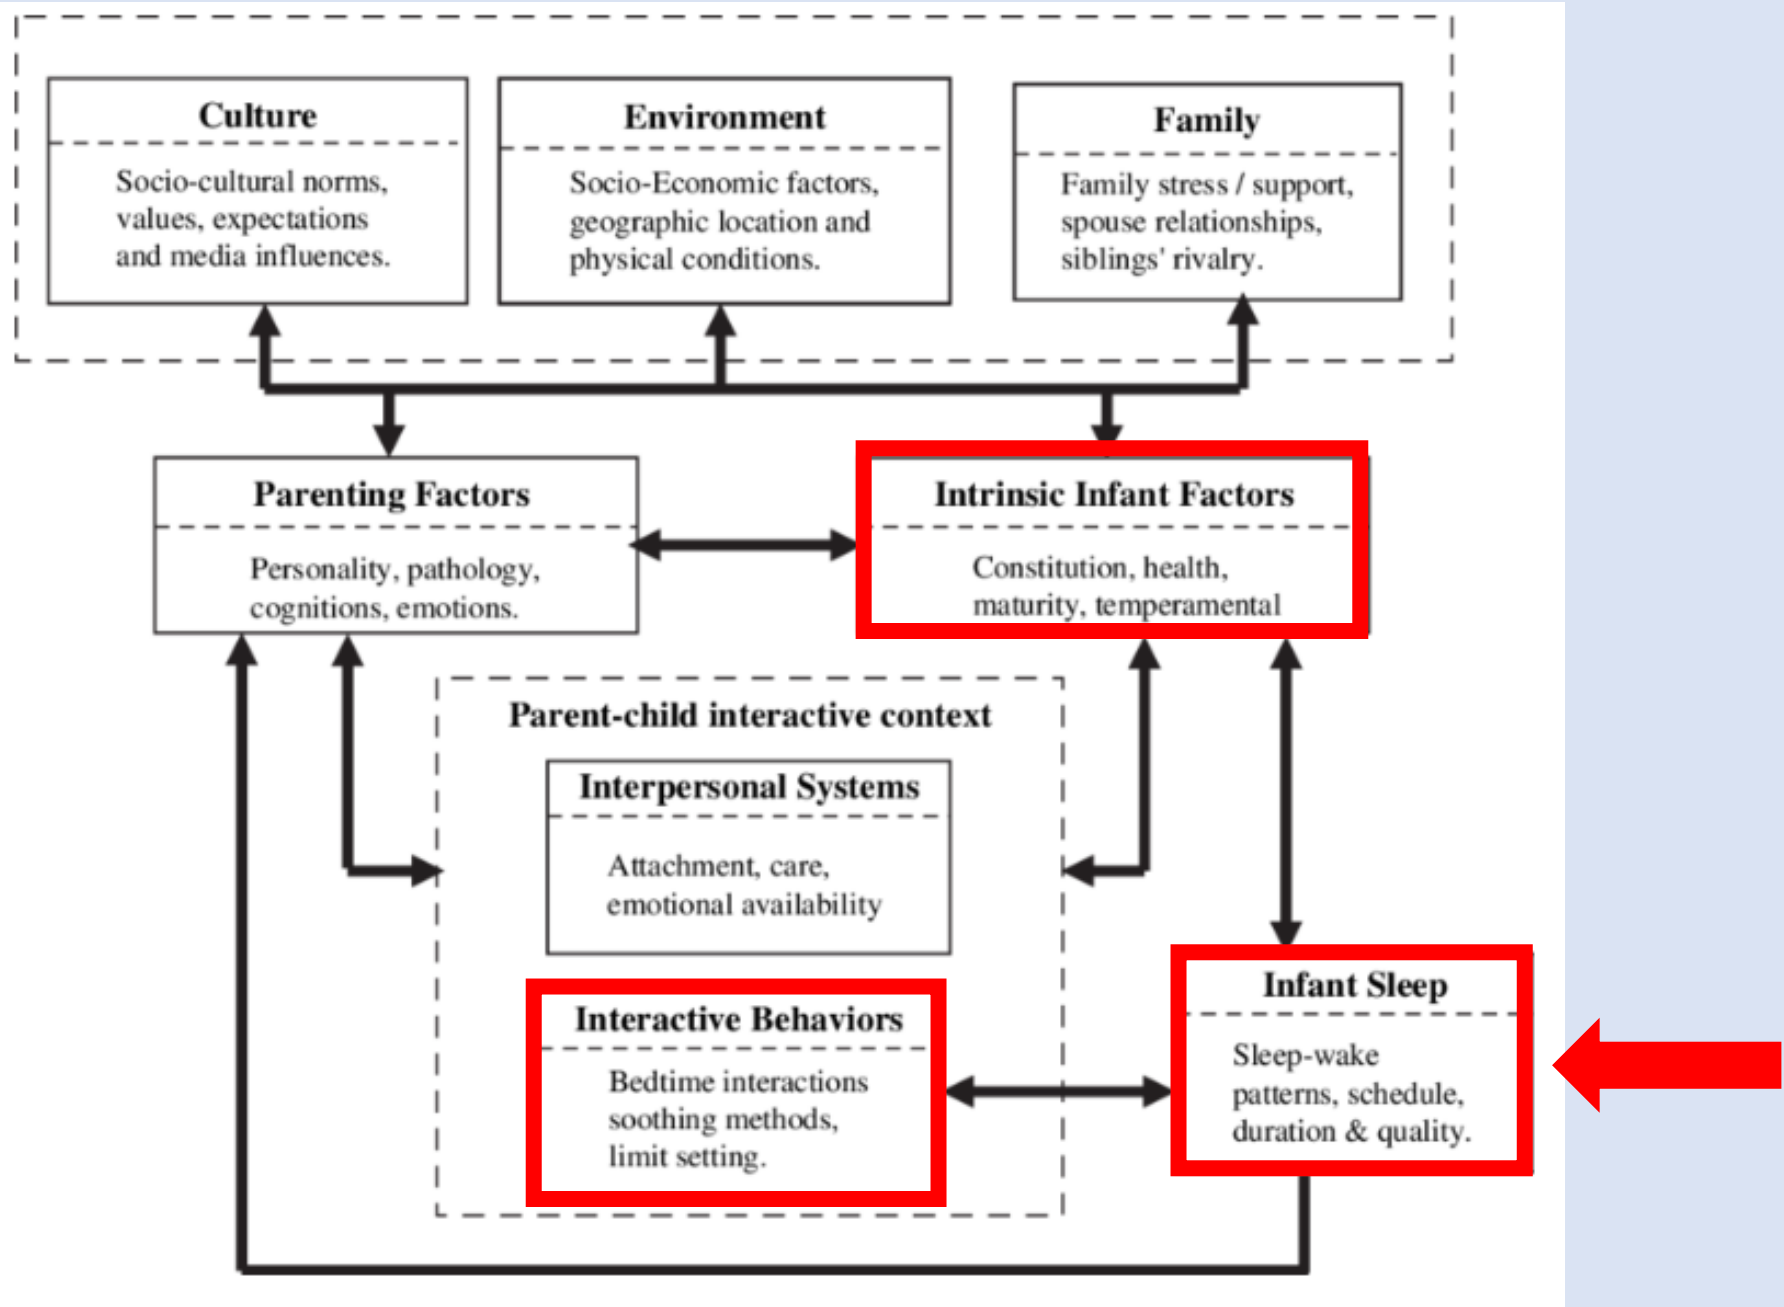 Culture
Socio-cultural norms,
values, expectations
and media influences.
Environment
Socio-Economic factors,
geographic location and
physical conditions.
Family
Family stress / support,
spouse relationships,
siblings' rivalry.
Parenting Factors
Personality, pathology,
cognitions, emotions.
Intrinsic Infant Factors
Constitution, health,
maturity, temperamental
Parent-child interactive context
Interpersonal Systems
Attachment, care,
emotional availability
Interactive Behaviors
Bedtime interactions
soothing methods,
limit setting.
Infant Sleep
Sleep-wake
patterns, schedule,
duration & quality.